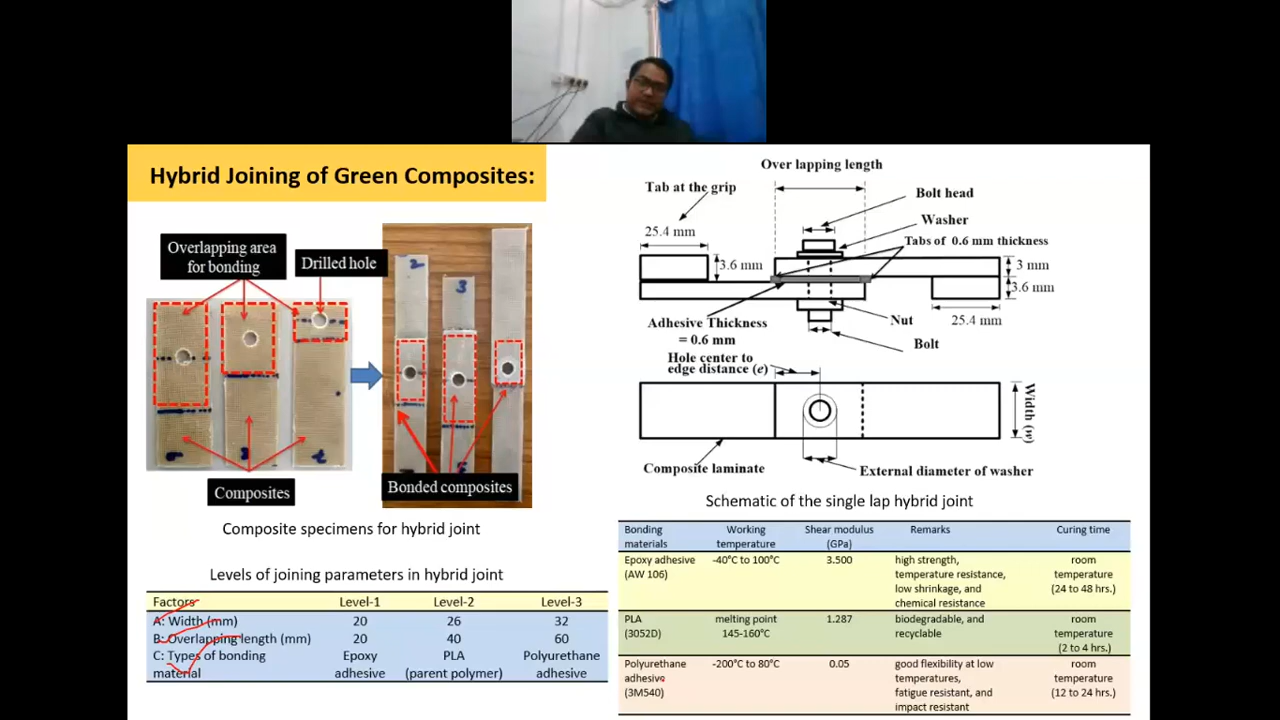 Hybrid Joining of Green Composites:
Overlapping area
for bonding
Drilled hole
Composites
2
3
Bonded composites
Composite specimens for hybrid joint
Levels of joining parameters in hybrid joint
Factors Level-1 Level-2 Level-3
A: Width (mm) 20 26 32
B: Overlapping length (mm) 20 40 60
C: Types of bonding Epoxy PLA Polyurethane
material adhesive (parent polymer) adhesive
Over lapping length
Tab at the grip
Bolt head
Washer
25.4 mm
Tabs of 0.6 mm thickness
3.6 mm
3 mm
3.6 mm
Adhesive Thickness
= 0.6 mm
Nut
25.4 mm
Bolt
Hole center to
edge distance (e)
Width (w)
Composite laminate
External diameter of washer
Schematic of the single lap hybrid joint
Bonding Working Shear modulus Remarks Curing time
materials temperature (GPa)
Epoxy adhesive -40°C to 100°C 3.500 high strength, room
(AW 106) temperature resistance, temperature
low shrinkage, and (24 to 48 hrs.)
chemical resistance
PLA melting point 1.287 biodegradable, and room
(3052D) 145-160°C recyclable temperature
(2 to 4 hrs.)
Polyurethane -200°C to 80°C 0.05 good flexibility at low room
adhesive temperatures, temperature
(3M540) fatigue resistant, and (12 to 24 hrs.)
impact resistant